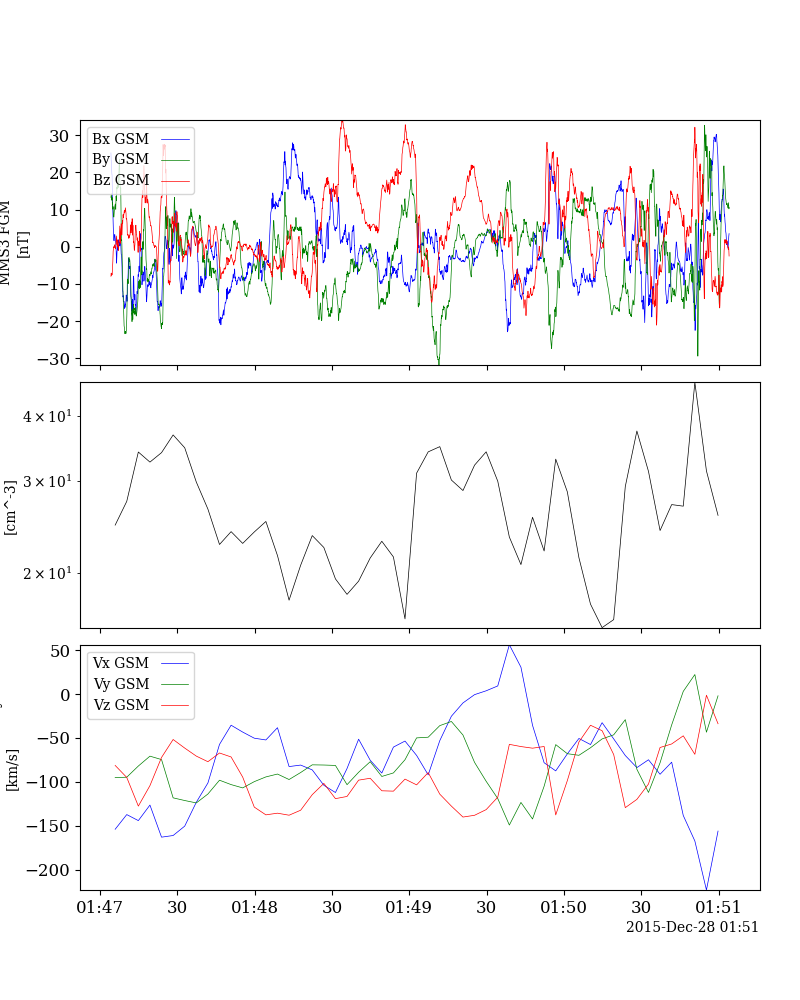 Bx GSM
By GSM
Bz GSM
30
20
10
0
−10
−20
−30
MMS3 FGM
[nT]
4×10¹
3×10¹
2×10¹
[cm^-3]
Vx GSM
Vy GSM
Vz GSM
50
0
−50
−100
−150
−200
[km/s]
01:47
30
01:48
30
01:49
30
01:50
30
01:51
2015-Dec-28 01:51